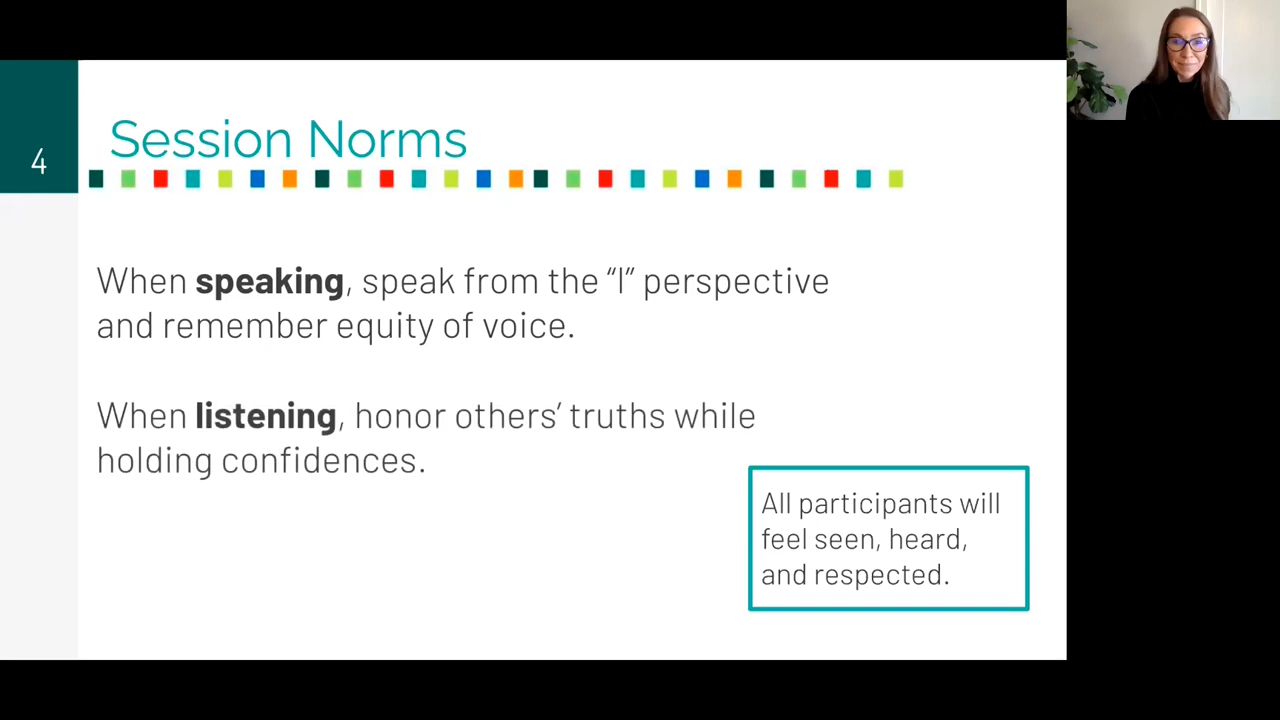 4
Session Norms
When speaking, speak from the “I” perspective
and remember equity of voice.
When listening, honor others’ truths while
holding confidences.
All participants will
feel seen, heard,
and respected.